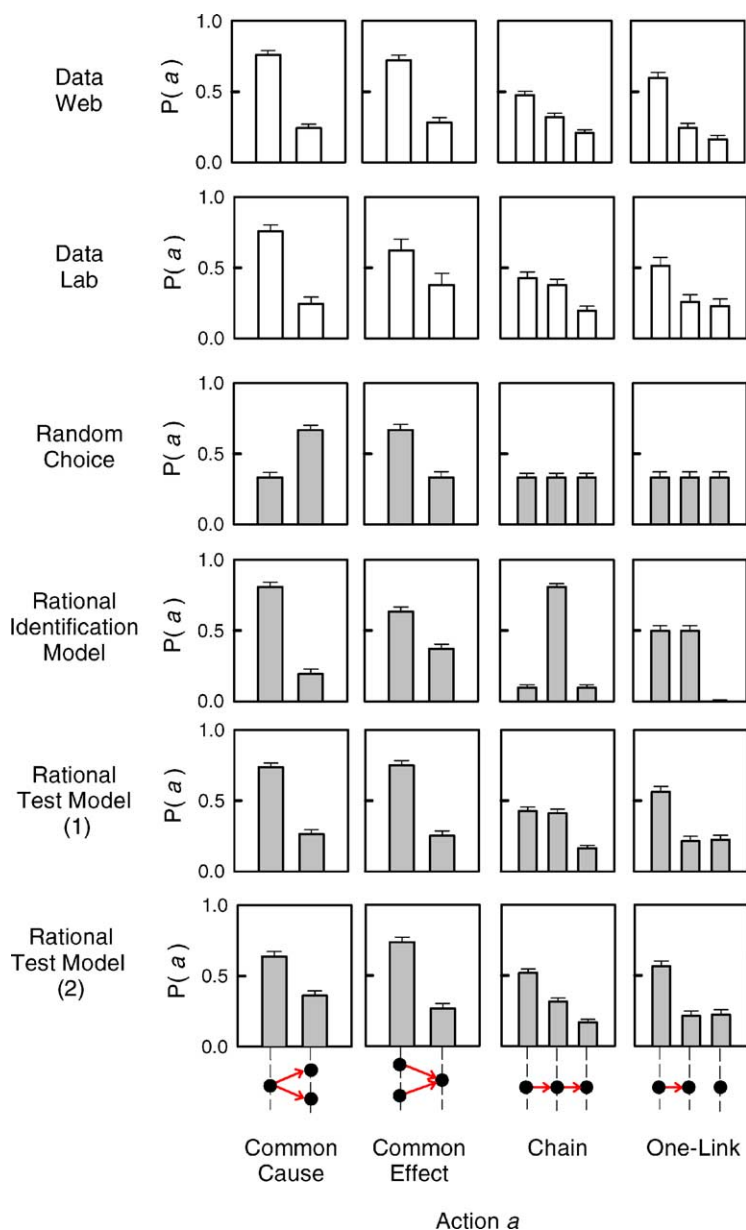 1.0
Data
Web
P(a)
0.5
0.0
1.0
Data
Lab
P(a)
0.5
0.0
1.0
Random
Choice
P(a)
0.5
0.0
1.0
Rational
Identification
Model
P(a)
0.5
0.0
1.0
Rational
Test Model
(1)
P(a)
0.5
0.0
1.0
Rational
Test Model
(2)
P(a)
0.5
0.0
Common
Cause
Common
Effect
Chain
One-Link
Action a